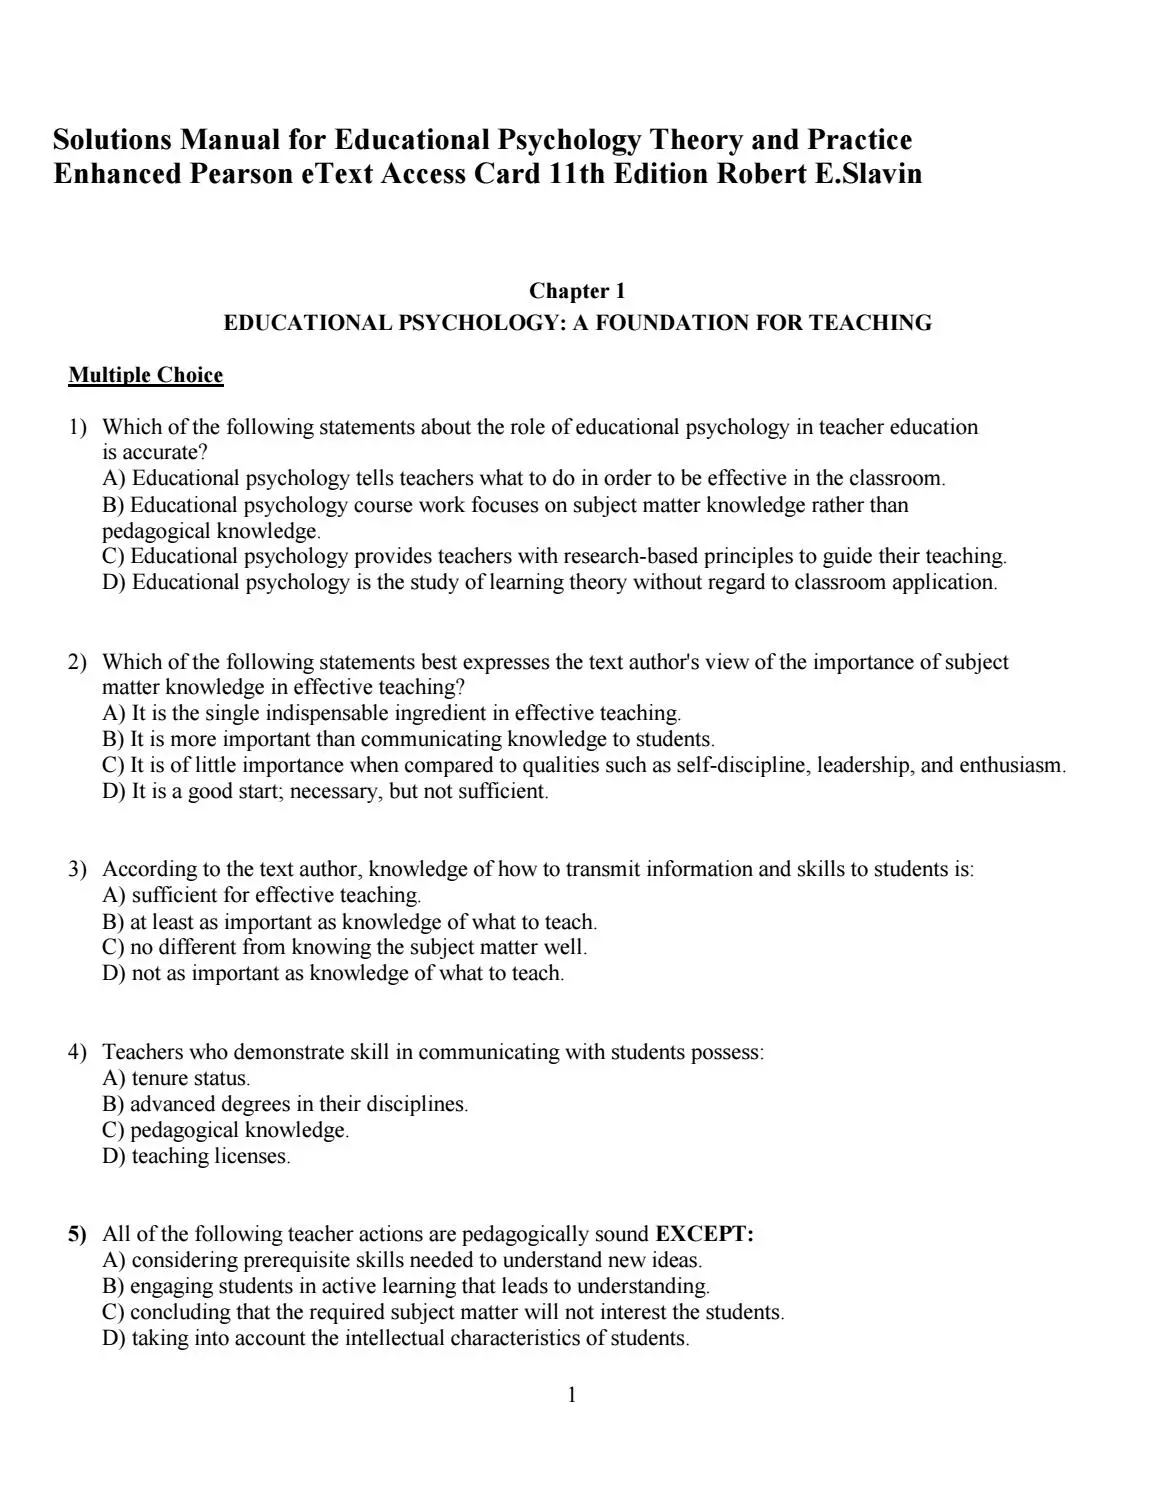 Solutions Manual for Educational Psychology Theory and Practice
Enhanced Pearson eText Access Card 11th Edition Robert E.Slavin
Chapter 1
EDUCATIONAL PSYCHOLOGY: A FOUNDATION FOR TEACHING
Multiple Choice
1) Which of the following statements about the role of educational psychology in teacher education
is accurate?
A) Educational psychology tells teachers what to do in order to be effective in the classroom.
B) Educational psychology course work focuses on subject matter knowledge rather than
pedagogical knowledge.
C) Educational psychology provides teachers with research-based principles to guide their teaching.
D) Educational psychology is the study of learning theory without regard to classroom application.
2) Which of the following statements best expresses the text author's view of the importance of subject
matter knowledge in effective teaching?
A) It is the single indispensable ingredient in effective teaching.
B) It is more important than communicating knowledge to students.
C) It is of little importance when compared to qualities such as self-discipline, leadership, and enthusiasm.
D) It is a good start; necessary, but not sufficient.
3) According to the text author, knowledge of how to transmit information and skills to students is:
A) sufficient for effective teaching.
B) at least as important as knowledge of what to teach.
C) no different from knowing the subject matter well.
D) not as important as knowledge of what to teach.
4) Teachers who demonstrate skill in communicating with students possess:
A) tenure status.
B) advanced degrees in their disciplines.
C) pedagogical knowledge.
D) teaching licenses.
5) All of the following teacher actions are pedagogically sound EXCEPT:
A) considering prerequisite skills needed to understand new ideas.
B) engaging students in active learning that leads to understanding.
C) concluding that the required subject matter will not interest the students.
D) taking into account the intellectual characteristics of students.
1